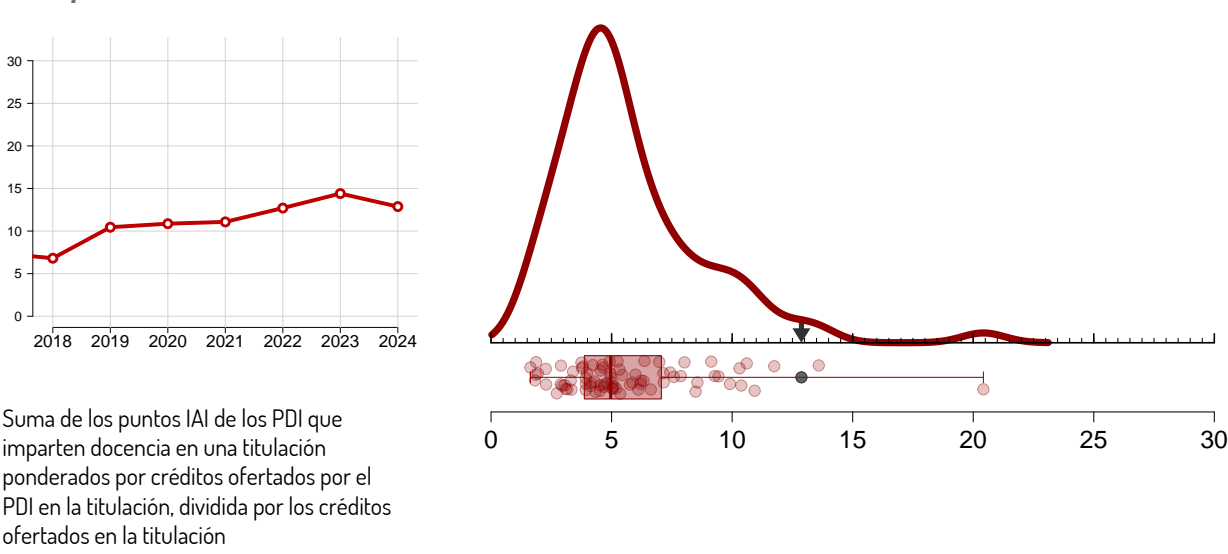 30
25
20
15
10
5
0
2018 2019 2020 2021 2022 2023 2024
Suma de los puntos IAI de los PDI que
imparten docencia en una titulación
ponderados por créditos ofertados por el
PDI en la titulación, dividida por los créditos
ofertados en la titulación
0 5 10 15 20 25 30